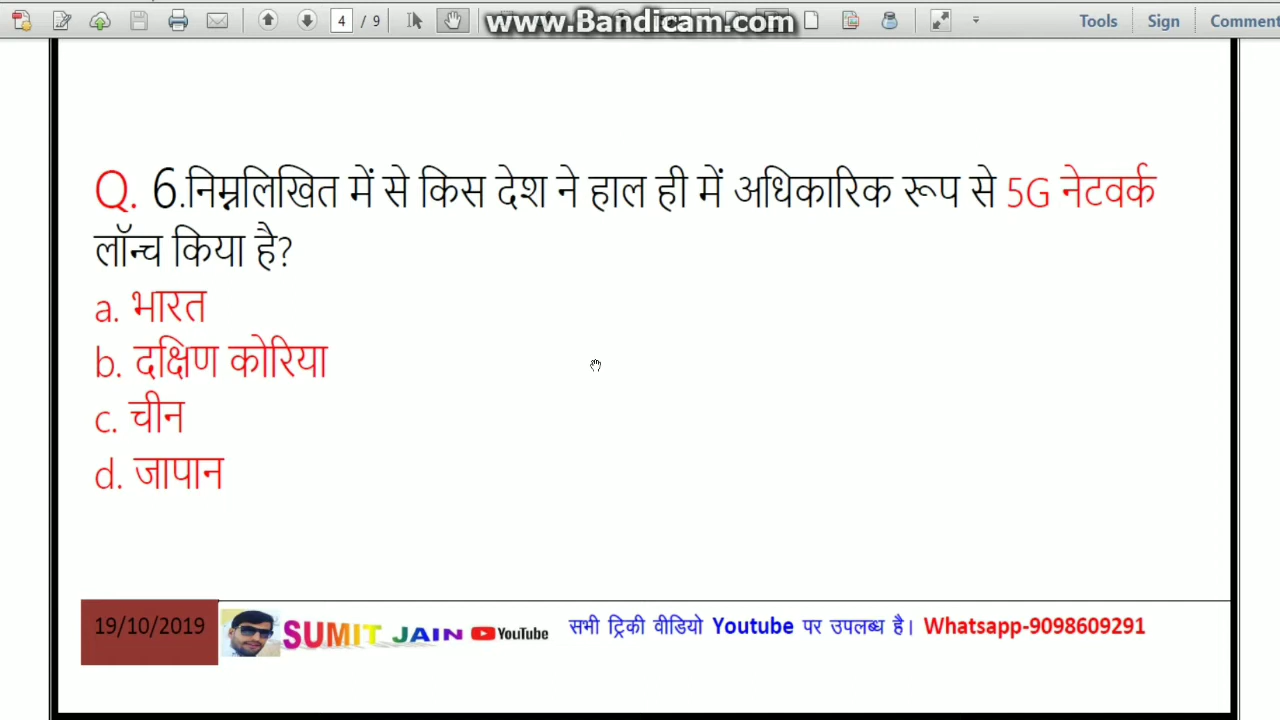 4 / 9
www.Bandicam.com
Tools
Sign
Comment
Q. 6.निम्नलिखित में से किस देश ने हाल ही में अधिकारिक रूप से 5G नेटवर्क
लॉन्च किया है?
a. भारत
b. दक्षिण कोरिया
c. चीन
d. जापान
19/10/2019
SUMIT JAIN YouTube
सभी ट्रिकी वीडियो Youtube पर उपलब्ध है। Whatsapp-9098609291